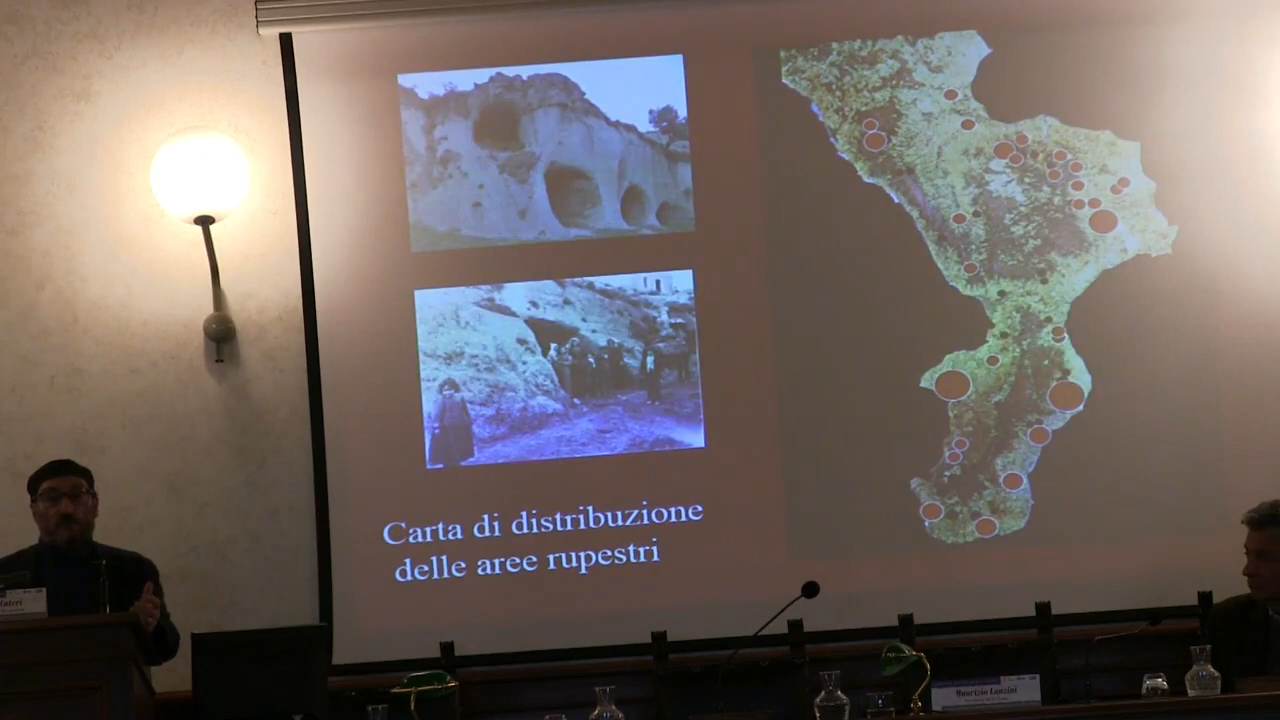 Carta di distribuzione
delle aree rupestri
Maurizio Lanzini